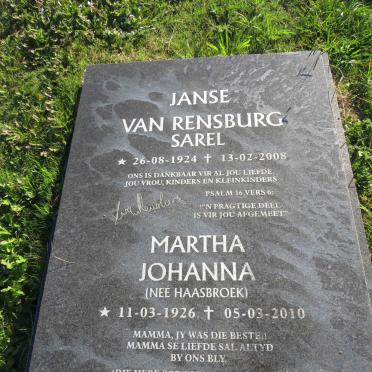 JANSE
VAN RENSBURG
SAREL
★ 26-08-1924 ✝ 13-02-2008
ONS IS DANKBAAR VIR AL JOU LIEFDE.
JOU VROU, KINDERS EN KLEINKINDERS
PSALM 16 VERS 6:
"'N PRAGTIGE DEEL
IS VIR JOU AFGEMEET"
MARTHA
JOHANNA
(NEE HAASBROEK)
★ 11-03-1926 ✝ 05-03-2010
MAMMA, JY WAS DIE BESTE!
MAMMA SE LIEFDE SAL ALTYD
BY ONS BLY.